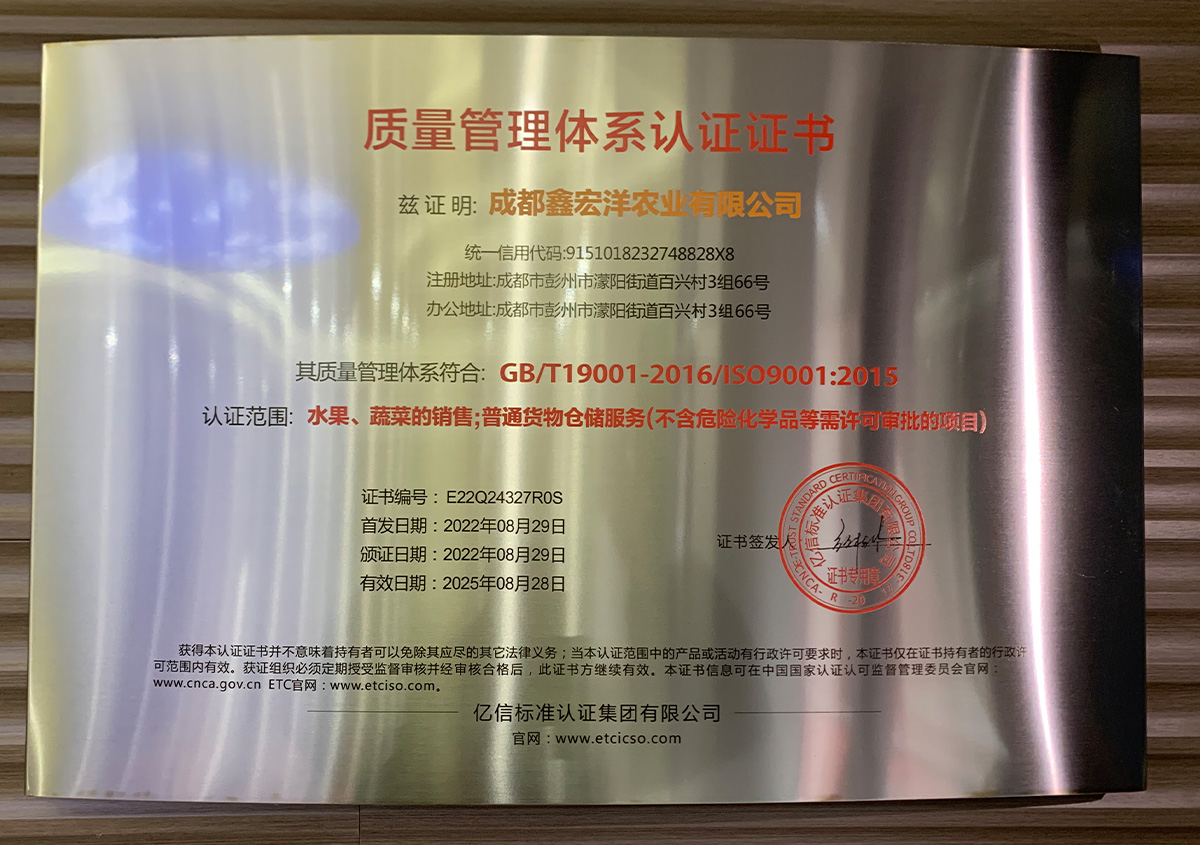 质量管理体系认证证书
兹证明: 成都鑫宏洋农业有限公司
统一信用代码:9151018232748828X8
注册地址:成都市彭州市濛阳街道百兴村3组66号
办公地址:成都市彭州市濛阳街道百兴村3组66号
其质量管理体系符合: GB/T19001-2016/ISO9001:2015
认证范围: 水果、蔬菜的销售;普通货物仓储服务(不含危险化学品等需许可审批的项目)
证书编号：E22Q24327R0S
首发日期：2022年08月29日
颁证日期：2022年08月29日
有效日期：2025年08月28日
证书签发人
TRUST STANDARD CERTIFICATION GROUP CO.,LTD
亿信标准认证集团有限公司
证书专用章
CNCA-R-20
获得本认证证书并不意味着持有者可以免除其应尽的其它法律义务；当本认证范围中的产品或活动有行政许可要求时，本证书仅在证书持有者的行政许
可范围内有效。获证组织必须定期授受监督审核并经审核合格后，此证书方继续有效。本证书信息可在中国国家认证认可监督管理委员会官网：
www.cnca.gov.cn ETC官网：www.etciso.com。
亿信标准认证集团有限公司
官网：www.etcicso.com